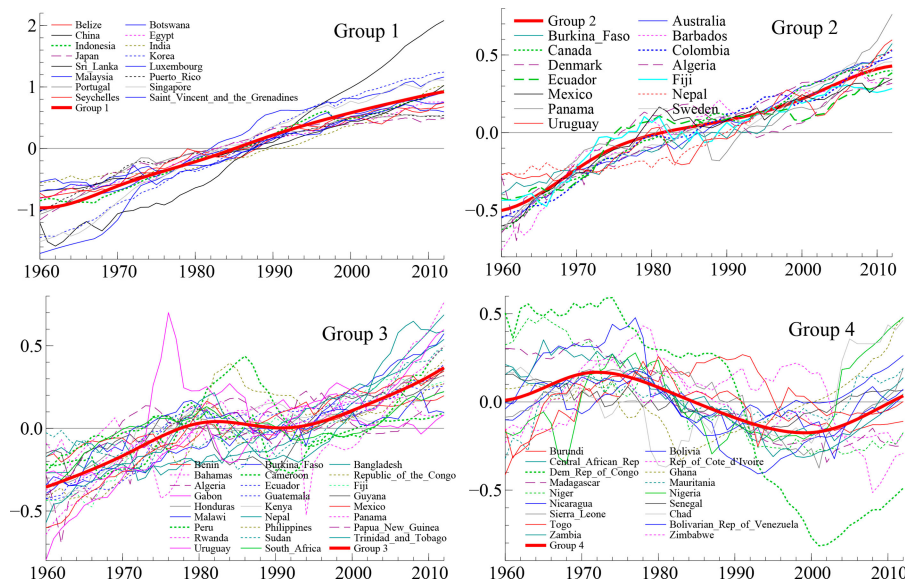 Group 1
Belize Botswana
China Egypt
Indonesia India
Japan Korea
Sri_Lanka Luxembourg
Malaysia Puerto_Rico
Portugal Singapore
Seychelles Saint_Vincent_and_the_Grenadines
Group 1
2
1
0
−1
1960 1970 1980 1990 2000 2010
Group 2
Group 2 Australia
Burkina_Faso Barbados
Canada Colombia
Denmark Algeria
Ecuador Fiji
Mexico Nepal
Panama Sweden
Uruguay
0.5
0.0
−0.5
1960 1970 1980 1990 2000 2010
Group 3
0.5
0.0
−0.5
Benin Burkina_Faso Bangladesh
Bahamas Cameroon Republic_of_the_Congo
Algeria Ecuador Fiji
Gabon Guatemala Guyana
Honduras Kenya Mexico
Malawi Nepal Panama
Peru Philippines Papua_New_Guinea
Rwanda Sudan Trinidad_and_Tobago
Uruguay South_Africa Group 3
1960 1970 1980 1990 2000 2010
Group 4
0.5
0.0
−0.5
Burundi Bolivia
Central_African_Rep Rep_of_Cote_d'Ivoire
Dem_Rep_of_Congo Ghana
Madagascar Mauritania
Niger Nigeria
Nicaragua Senegal
Sierra_Leone Chad
Togo Bolivarian_Rep_of_Venezuela
Zambia Zimbabwe
Group 4
1960 1970 1980 1990 2000 2010